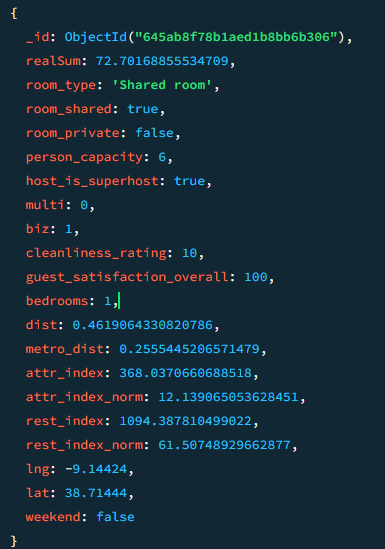 {
_id: ObjectId("645ab8f78b1aed1b8bb6b306"),
realSum: 72.70168855534709,
room_type: 'Shared room',
room_shared: true,
room_private: false,
person_capacity: 6,
host_is_superhost: true,
multi: 0,
biz: 1,
cleanliness_rating: 10,
guest_satisfaction_overall: 100,
bedrooms: 1,
dist: 0.4619064330820786,
metro_dist: 0.2555445206571479,
attr_index: 368.0370660688518,
attr_index_norm: 12.139065053628451,
rest_index: 1094.387810499022,
rest_index_norm: 61.50748929662877,
lng: -9.14424,
lat: 38.71444,
weekend: false
}